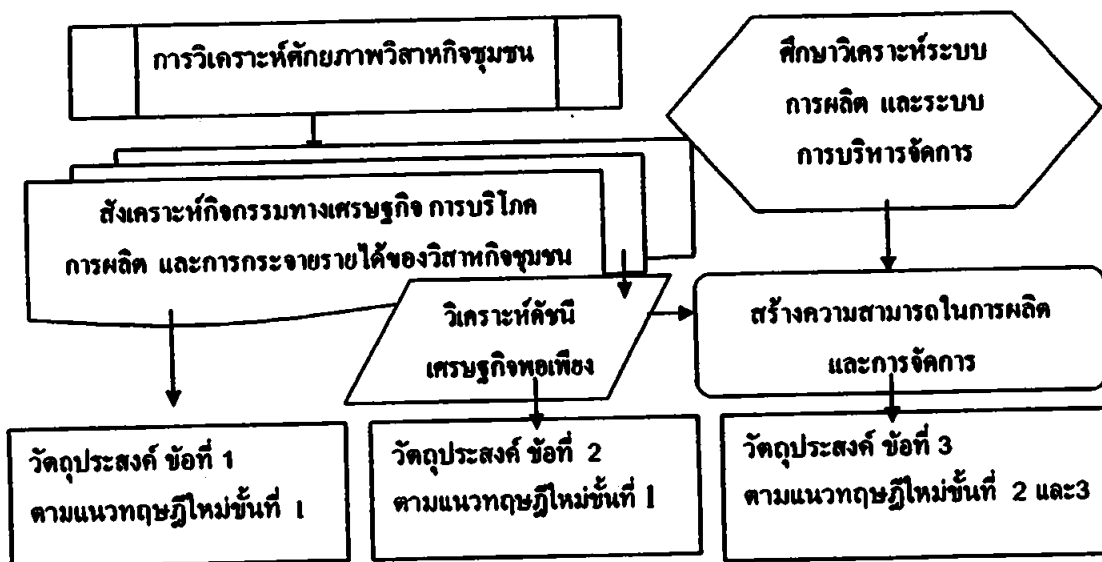 การวิเคราะห์ศักยภาพวิสาหกิจชุมชน
ศึกษาวิเคราะห์ระบบ
การผลิต และระบบ
การบริหารจัดการ
สังเคราะห์กิจกรรมทางเศรษฐกิจ การบริโภค
การผลิต และการกระจายรายได้ของวิสาหกิจชุมชน
วิเคราะห์ดัชนี
เศรษฐกิจพอเพียง
สร้างความสามารถในการผลิต
และการจัดการ
วัตถุประสงค์ ข้อที่ 1
ตามแนวทฤษฎีใหม่ขั้นที่ 1
วัตถุประสงค์ ข้อที่ 2
ตามแนวทฤษฎีใหม่ขั้นที่ 1
วัตถุประสงค์ ข้อที่ 3
ตามแนวทฤษฎีใหม่ขั้นที่ 2 และ3